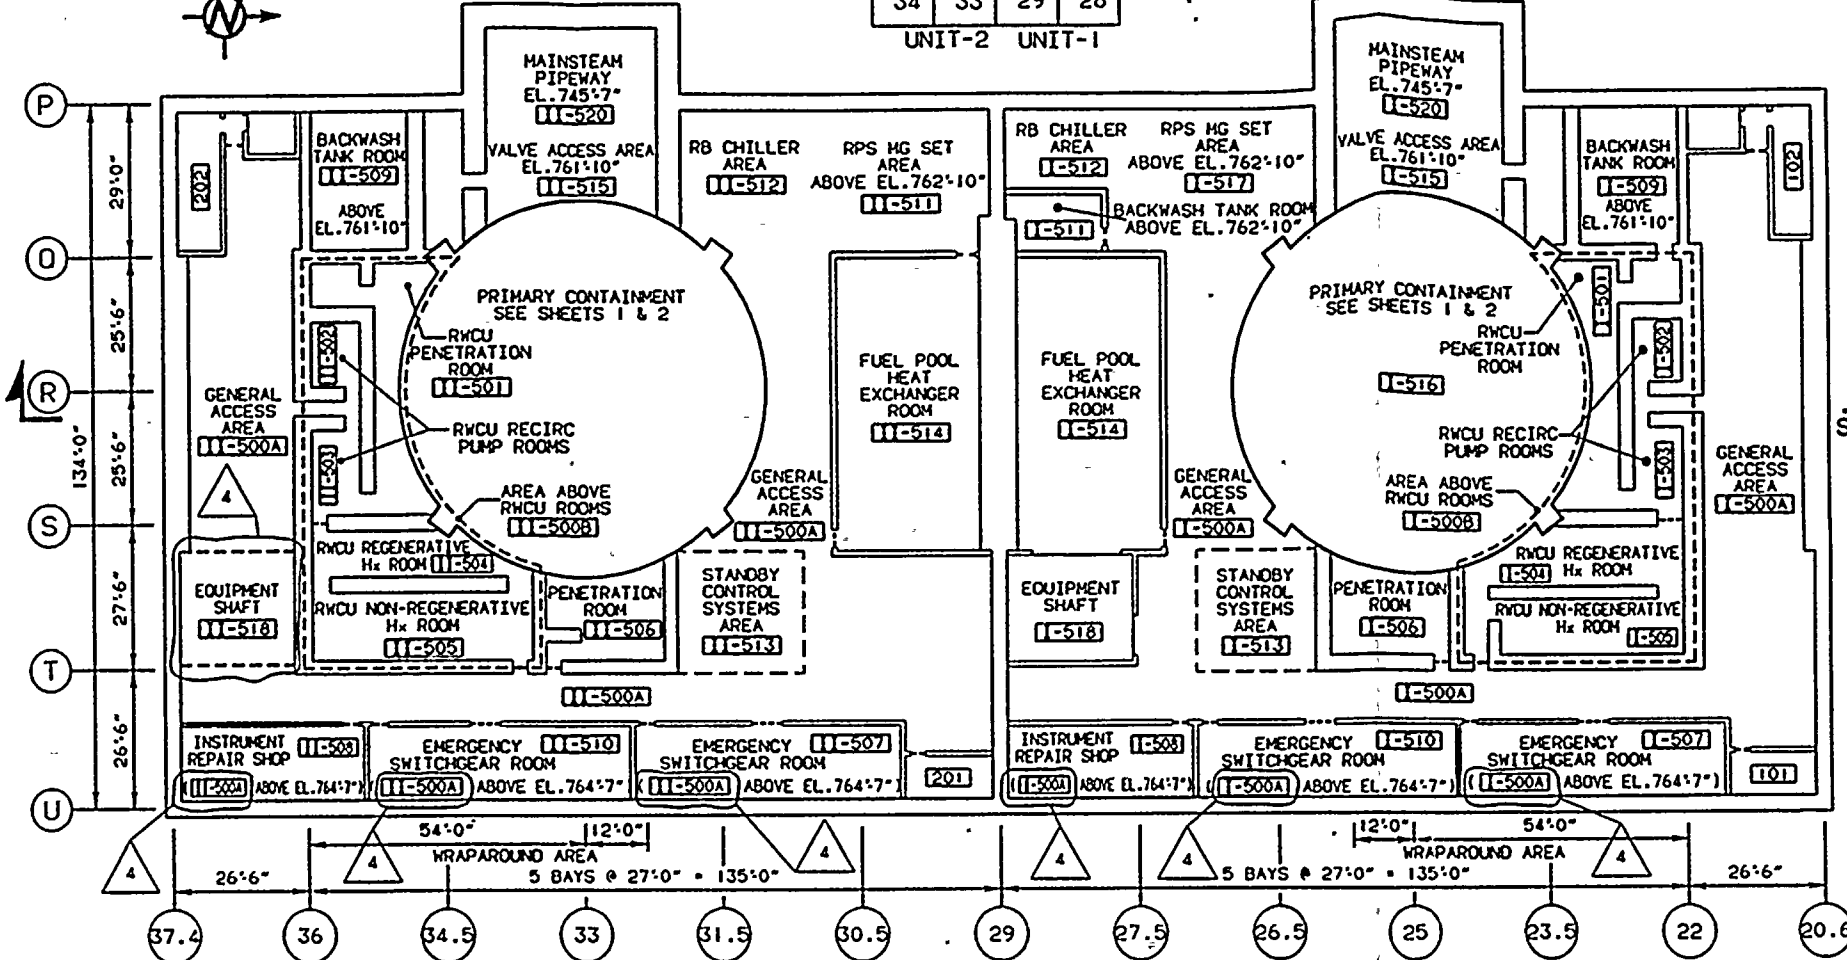 N
34 33 29 28
UNIT-2 UNIT-1
MAINSTEAM
PIPEWAY
EL.745'-7"
II-520
VALVE ACCESS AREA
EL.761'-10"
II-515
MAINSTEAM
PIPEWAY
EL.745'-7"
I-520
VALVE ACCESS AREA
EL.761'-10"
I-515
P
Q
R
S
T
U
29'-0"
25'-6"
25'-6"
27'-6"
26'-6"
134'-0"
202
BACKWASH
TANK ROOM
II-509
ABOVE
EL.761'-10"
RB CHILLER
AREA
II-512
RPS MG SET
AREA
ABOVE EL.762'-10"
II-511
RB CHILLER
AREA
I-512
RPS MG SET
AREA
ABOVE EL.762'-10"
I-517
BACKWASH TANK ROOM
I-511
ABOVE EL.762'-10"
BACKWASH
TANK ROOM
I-509
ABOVE
EL.761'-10"
102
PRIMARY CONTAINMENT
SEE SHEETS 1 & 2
RWCU
PENETRATION
ROOM
II-501
II-502
II-503
RWCU RECIRC
PUMP ROOMS
AREA ABOVE
RWCU ROOMS
II-500B
GENERAL
ACCESS
AREA
II-500A
4
EQUIPMENT
SHAFT
II-518
RWCU REGENERATIVE
Hx ROOM II-504
RWCU NON-REGENERATIVE
Hx ROOM
II-505
PENETRATION
ROOM
II-506
GENERAL
ACCESS
AREA
II-500A
STANDBY
CONTROL
SYSTEMS
AREA
II-513
FUEL POOL
HEAT
EXCHANGER
ROOM
II-514
FUEL POOL
HEAT
EXCHANGER
ROOM
I-514
PRIMARY CONTAINMENT
SEE SHEETS 1 & 2
I-516
RWCU
PENETRATION
ROOM
I-501
I-502
I-503
RWCU RECIRC
PUMP ROOMS
AREA ABOVE
RWCU ROOMS
I-500B
GENERAL
ACCESS
AREA
I-500A
GENERAL
ACCESS
AREA
I-500A
EQUIPMENT
SHAFT
I-518
STANDBY
CONTROL
SYSTEMS
AREA
I-513
PENETRATION
ROOM
I-506
RWCU REGENERATIVE
I-504 Hx ROOM
RWCU NON-REGENERATIVE
Hx ROOM
I-505
II-500A
I-500A
INSTRUMENT
REPAIR SHOP
II-508
(II-500A ABOVE EL.764'-7")
EMERGENCY
SWITCHGEAR ROOM
II-510
(II-500A ABOVE EL.764'-7")
EMERGENCY
SWITCHGEAR ROOM
II-507
(II-500A ABOVE EL.764'-7")
201
INSTRUMENT
REPAIR SHOP
I-508
(I-500A ABOVE EL.764'-7")
EMERGENCY
SWITCHGEAR ROOM
I-510
(I-500A ABOVE EL.764'-7")
EMERGENCY
SWITCHGEAR ROOM
I-507
(I-500A ABOVE EL.764'-7")
101
4 4 4 4 4 4
54'-0" 12'-0" 12'-0" 54'-0"
WRAPAROUND AREA WRAPAROUND AREA
26'-6" 5 BAYS @ 27'-0" = 135'-0" 5 BAYS @ 27'-0" = 135'-0" 26'-6"
37.4 36 34.5 33 31.5 30.5 29 27.5 26.5 25 23.5 22 20.6